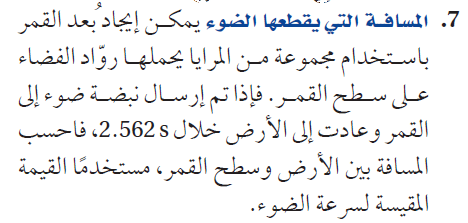 7. المسافة التي يقطعها الضوء يمكن إيجاد بُعد القمر
باستخدام مجموعة من المرايا يحملها روّاد الفضاء
على سطح القمر. فإذا تم إرسال نبضة ضوء إلى
القمر وعادت إلى الأرض خلال 2.562 s، فاحسب
المسافة بين الأرض وسطح القمر، مستخدمًا القيمة
المقيسة لسرعة الضوء.